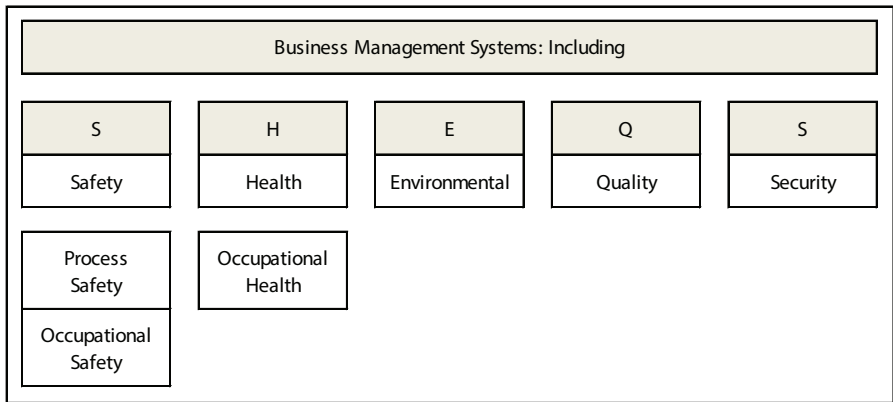 Business Management Systems: Including
S
H
E
Q
S
Safety
Health
Environmental
Quality
Security
Process
Safety
Occupational
Health
Occupational
Safety